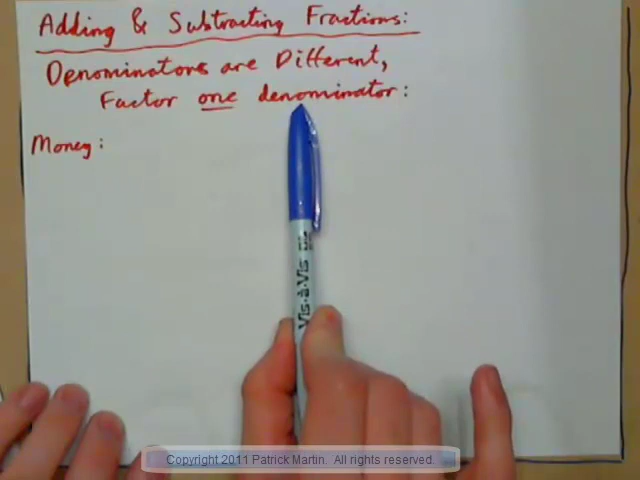 Adding & Subtracting Fractions:
Denominators are Different,
Factor one denominator:
Money:
VIS·à·VIS
Copyright 2011 Patrick Martin. All rights reserved.